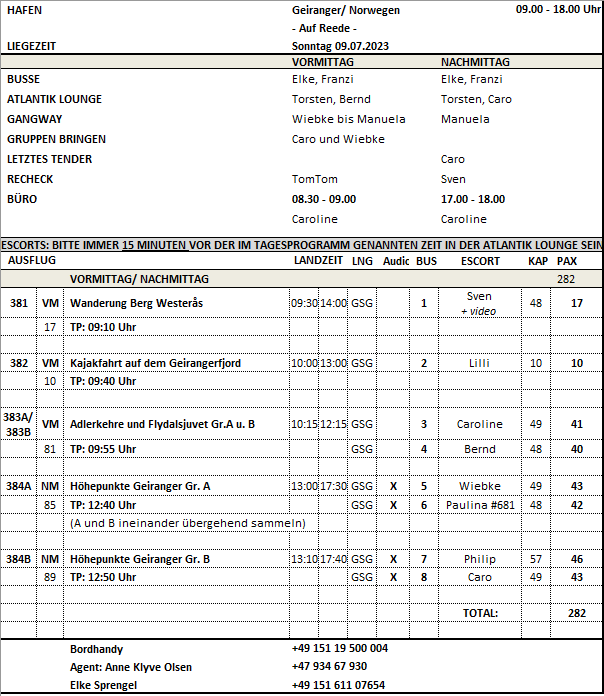 HAFEN Geiranger/ Norwegen 09.00 - 18.00 Uhr
- Auf Reede -
LIEGEZEIT Sonntag 09.07.2023
VORMITTAG NACHMITTAG
BUSSE Elke, Franzi Elke, Franzi
ATLANTIK LOUNGE Torsten, Bernd Torsten, Caro
GANGWAY Wiebke bis Manuela Manuela
GRUPPEN BRINGEN Caro und Wiebke
LETZTES TENDER Caro
RECHECK TomTom Sven
BÜRO 08.30 - 09.00 17.00 - 18.00
Caroline Caroline
ESCORTS: BITTE IMMER 15 MINUTEN VOR DER IM TAGESPROGRAMM GENANNTEN ZEIT IN DER ATLANTIK LOUNGE SEIN
AUSFLUG LANDZEIT LNG Audic BUS ESCORT KAP PAX
VORMITTAG/ NACHMITTAG 282
381 VM Wanderung Berg Westerås 09:30 14:00 GSG 1 Sven 48 17
+ video
17 TP: 09:10 Uhr
382 VM Kajakfahrt auf dem Geirangerfjord 10:00 13:00 GSG 2 Lilli 10 10
10 TP: 09:40 Uhr
383A/
383B VM Adlerkehre und Flydalsjuvet Gr.A u. B 10:15 12:15 GSG 3 Caroline 49 41
81 TP: 09:55 Uhr GSG 4 Bernd 48 40
384A NM Höhepunkte Geiranger Gr. A 13:00 17:30 GSG X 5 Wiebke 49 43
85 TP: 12:40 Uhr GSG X 6 Paulina #681 48 42
(A und B ineinander übergehend sammeln)
384B NM Höhepunkte Geiranger Gr. B 13:10 17:40 GSG X 7 Philip 57 46
89 TP: 12:50 Uhr GSG X 8 Caro 49 43
TOTAL: 282
Bordhandy +49 151 19 500 004
Agent: Anne Klyve Olsen +47 934 67 930
Elke Sprengel +49 151 611 07654